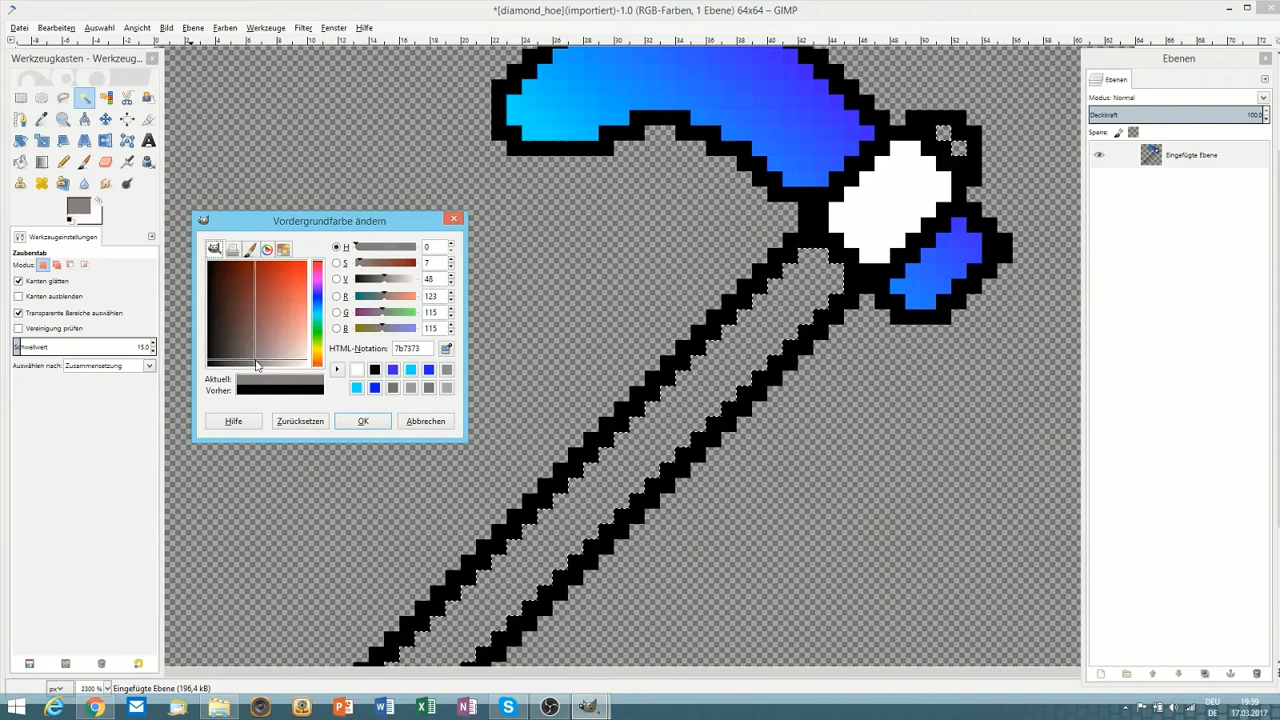 *[diamond_hoe](importiert)-1.0 (RGB-Farben, 1 Ebene) 64x64 – GIMP
Datei Bearbeiten Auswahl Ansicht Bild Ebene Farben Werkzeuge Filter Fenster Hilfe
Werkzeugkasten - Werkzeug...
Werkzeugeinstellungen
Zauberstab
Modus:
Kanten glätten
Kanten ausblenden
Transparente Bereiche auswählen
Vereinigung prüfen
Schwellwert 15,0
Auswählen nach: Zusammensetzung
Vordergrundfarbe ändern
H 0
S 7
V 48
R 123
G 115
B 115
HTML-Notation: 7b7373
Aktuell:
Vorher:
Hilfe Zurücksetzen OK Abbrechen
Ebenen
Ebenen
Modus: Normal
Deckkraft 100,0
Sperre:
Eingefügte Ebene
px 2300 % Eingefügte Ebene (196,4 kB)
DEU 19:59
DE 17.03.2017